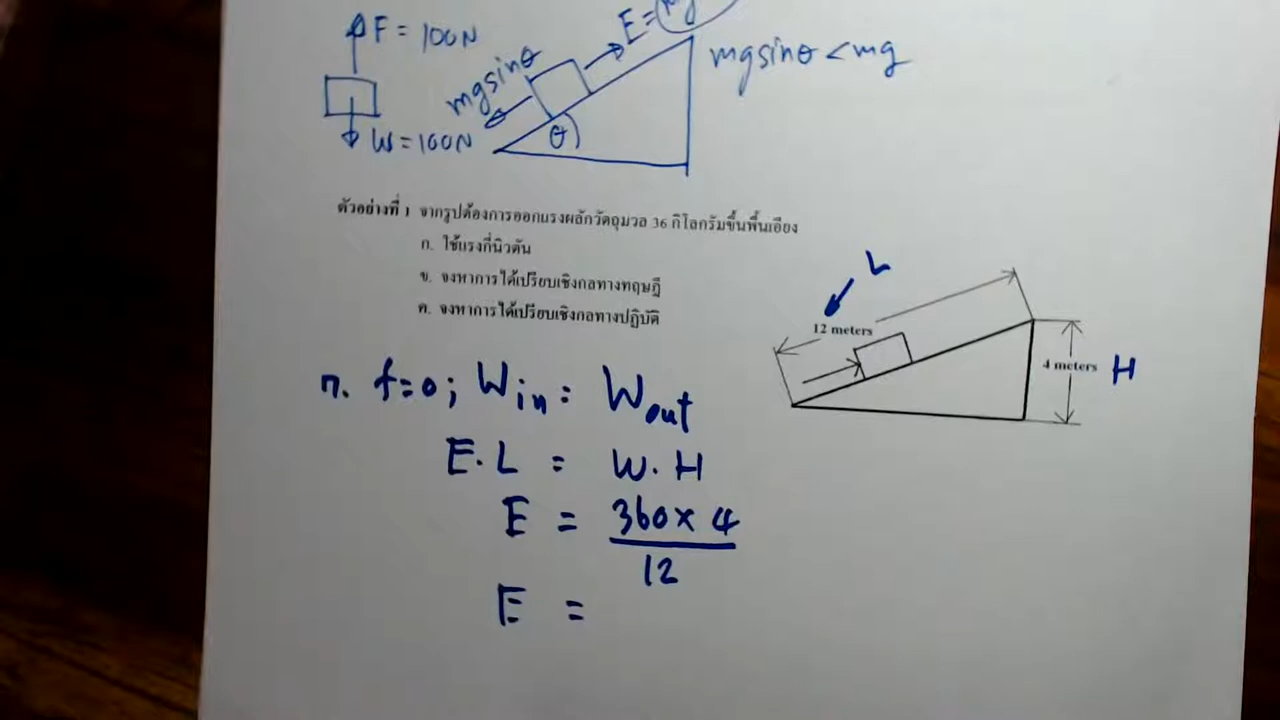 F = 100N
W = 100N
mgsinθ
E = mg
θ
mgsinθ < mg
ตัวอย่างที่ 1 จากรูปต้องการออกแรงผลักวัตถุมวล 36 กิโลกรัมขึ้นพื้นเอียง
ก. ใช้แรงกี่นิวตัน
ข. จงหาการได้เปรียบเชิงกลทางทฤษฎี
ค. จงหาการได้เปรียบเชิงกลทางปฏิบัติ
L
12 meters
4 meters H
ก. f=0; Win = Wout
E.L = W.H
E = 360 × 4
12
E =